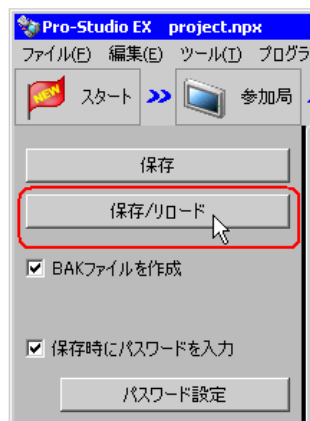 Pro-Studio EX project.npx
ファイル(F) 編集(E) ツール(T) プログラ
NEW スタート >> 参加局
保存
保存/リロード
BAKファイルを作成
保存時にパスワードを入力
パスワード設定